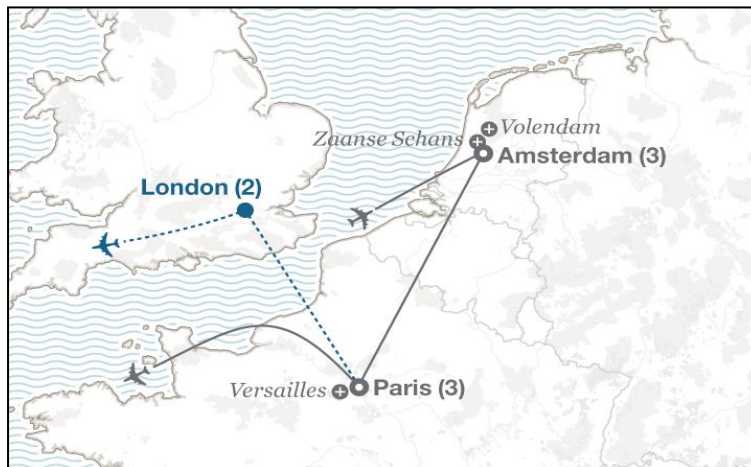 Volendam
Zaanse Schans
Amsterdam (3)
London (2)
Versailles
Paris (3)